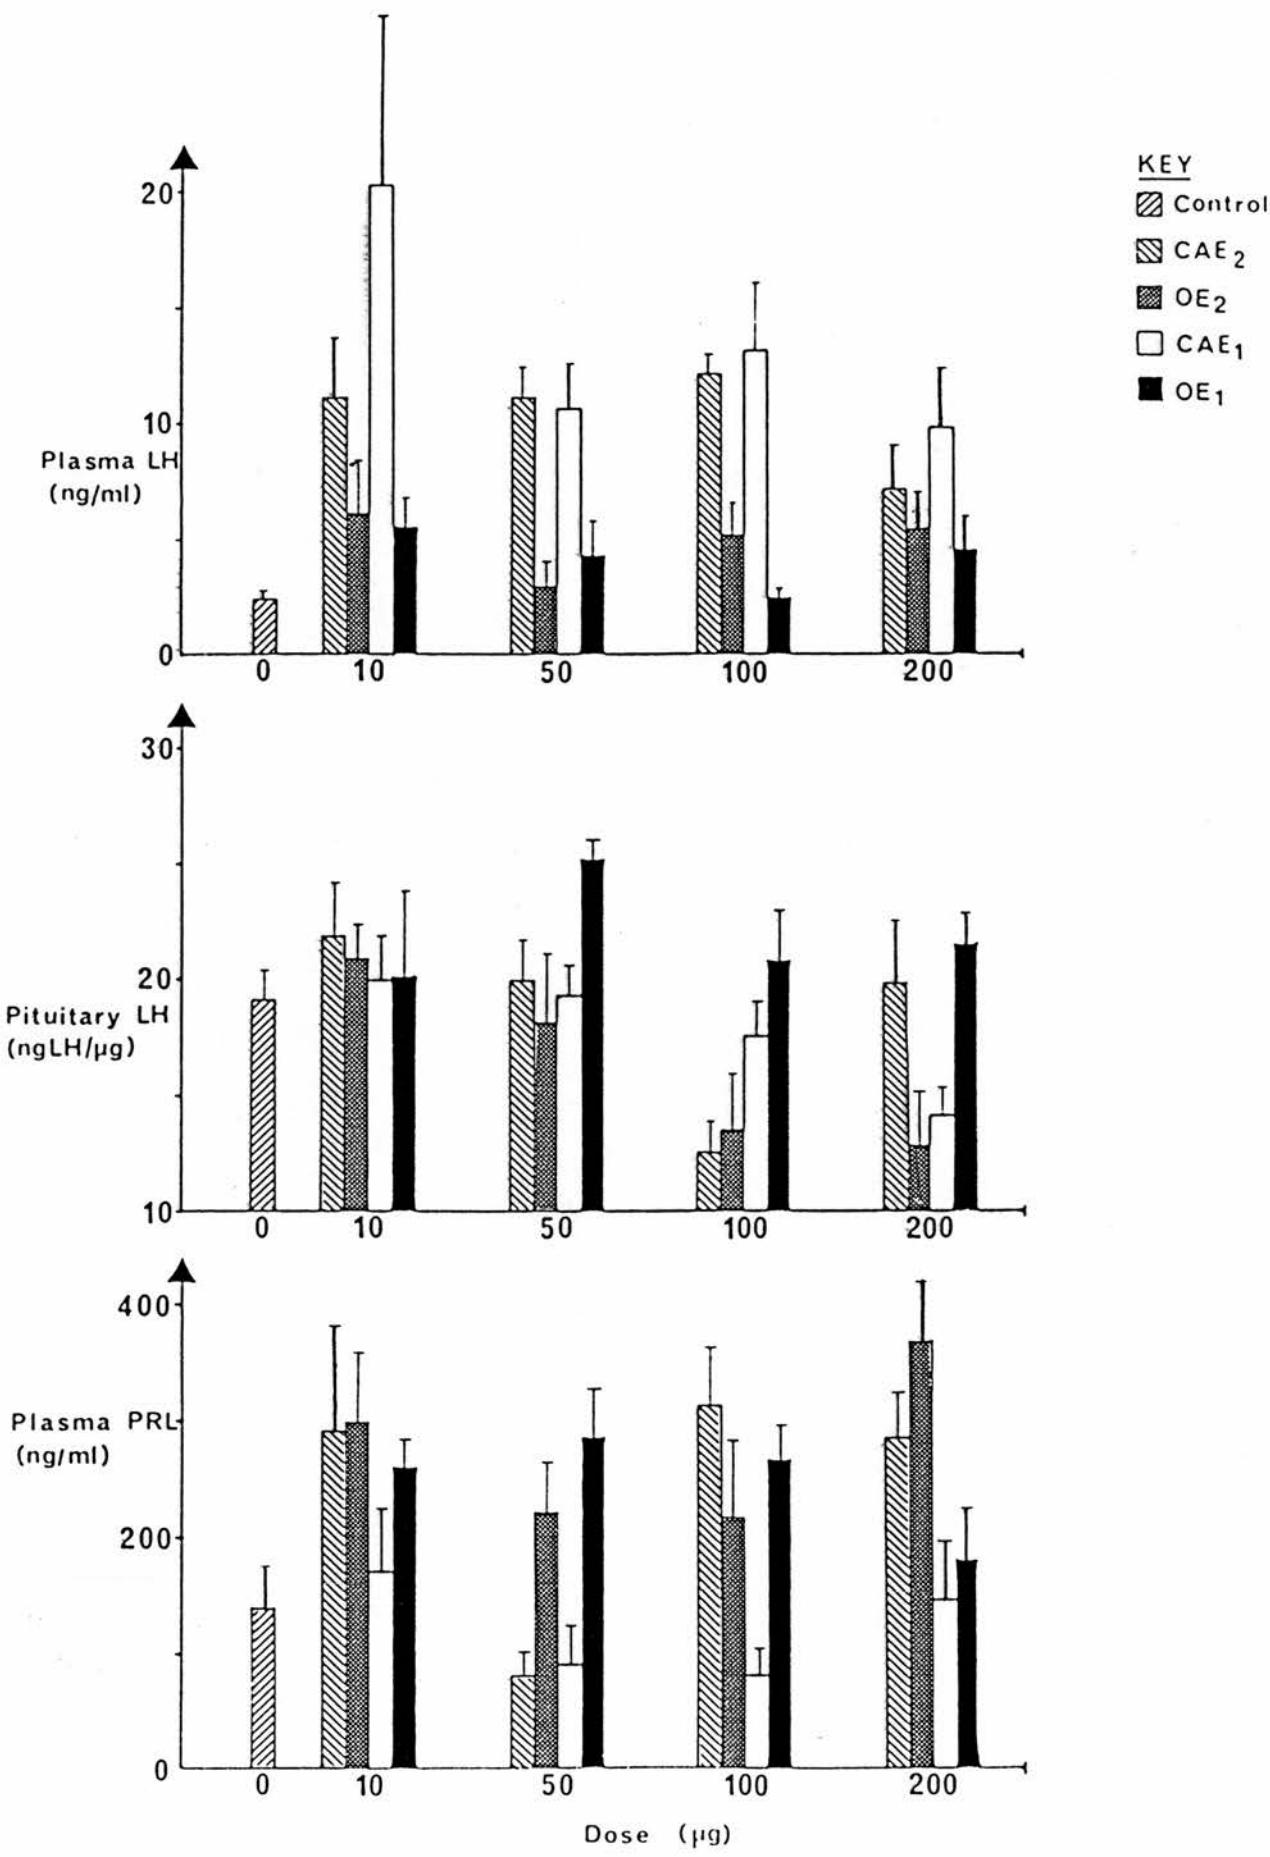 KEY
Control
CAE2
OE2
CAE1
OE1
20
10
Plasma LH
(ng/ml)
0
0 10 50 100 200
30
20
Pituitary LH
(ngLH/µg)
10
0 10 50 100 200
400
Plasma PRL
(ng/ml)
200
0
0 10 50 100 200
Dose (µg)